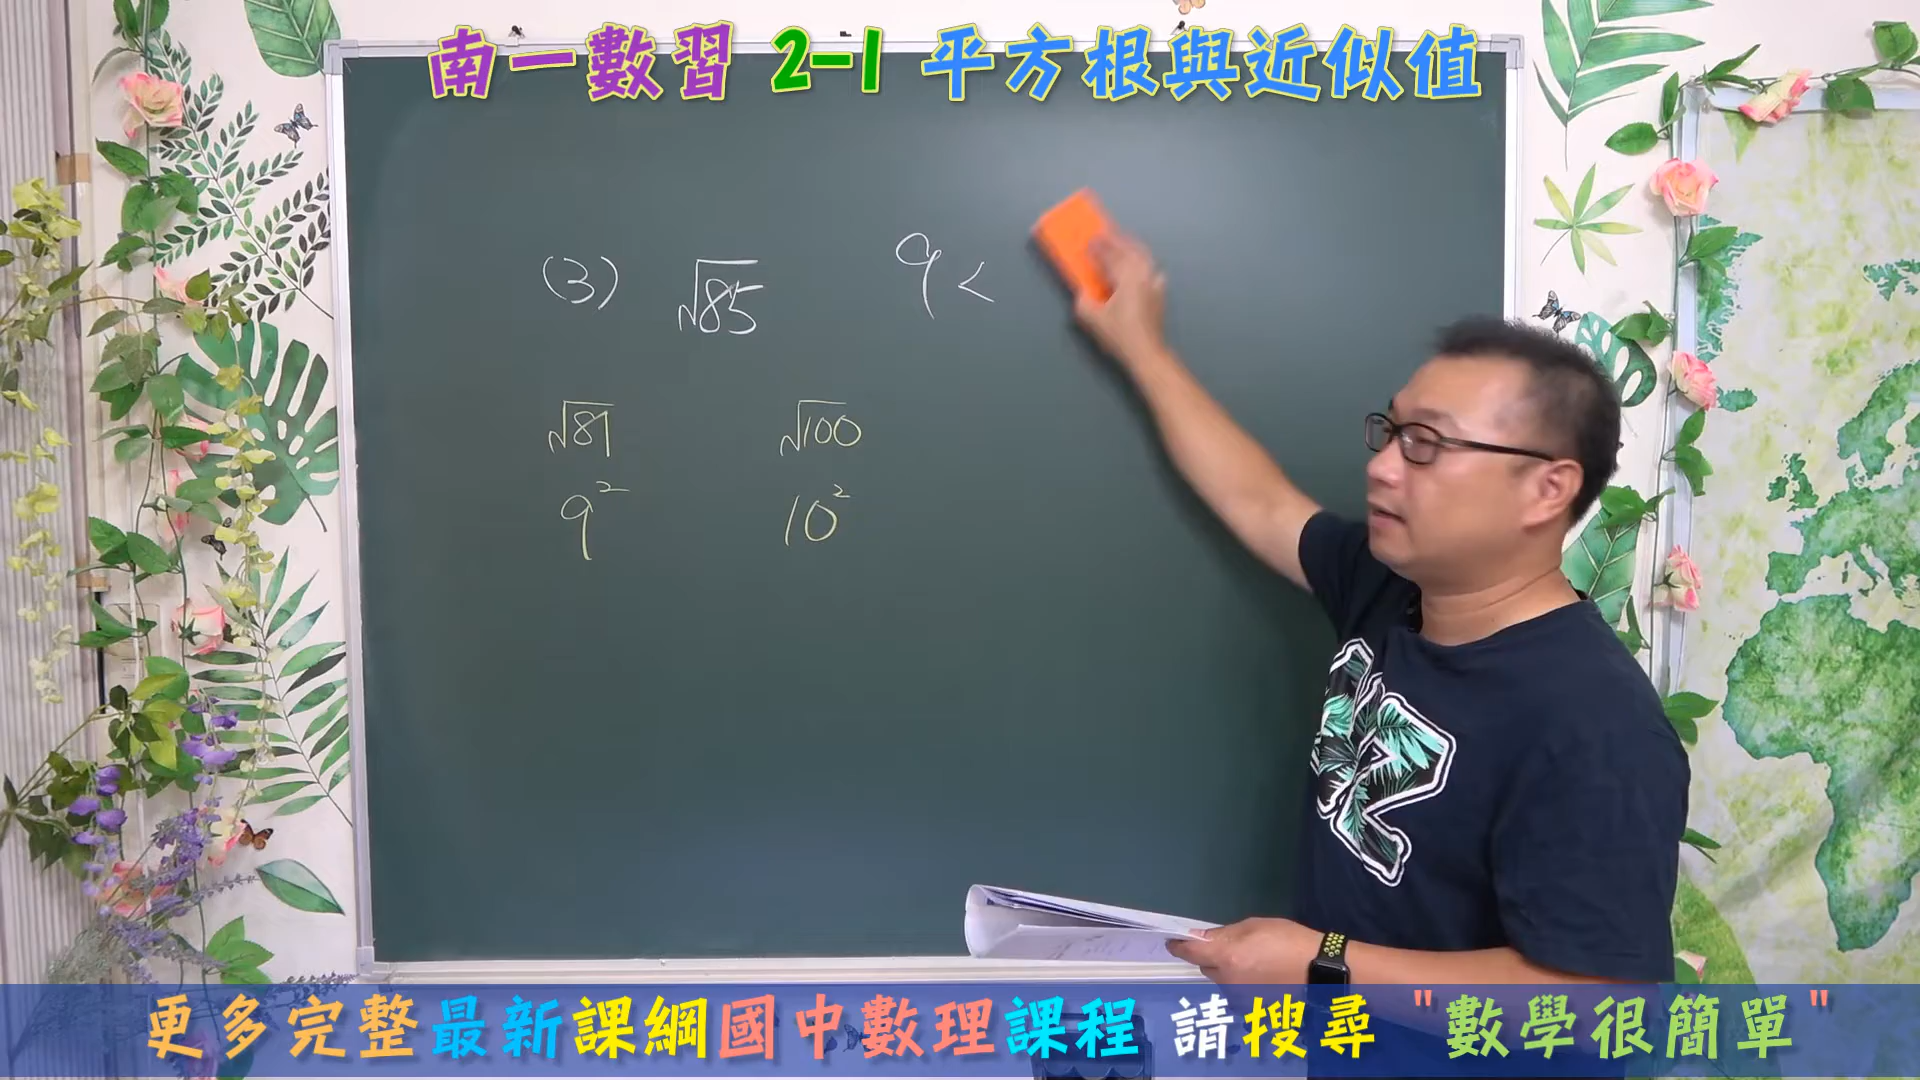 南一數習 2-1 平方根與近似值
(3) √85 9 <
√81 √100
9² 10²
更多完整最新課綱國中數理課程 請搜尋 "數學很簡單"